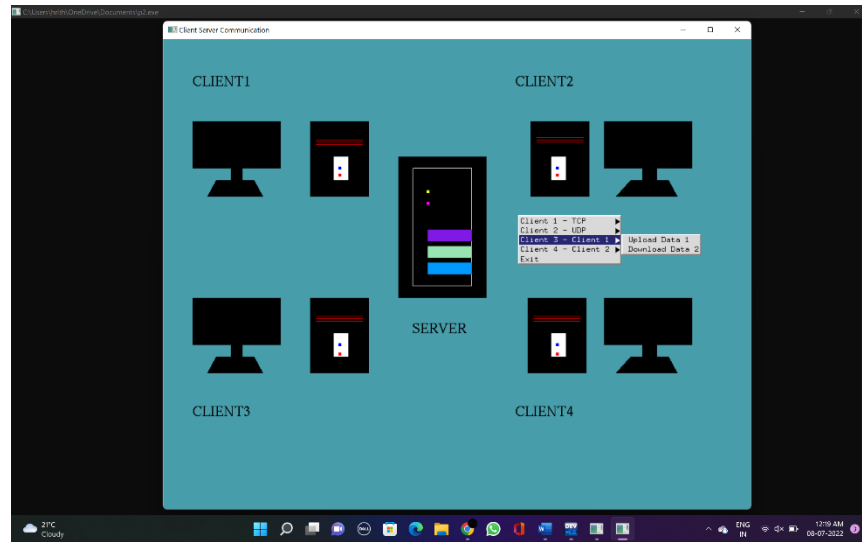 C:\Users\hrithi\OneDrive\Documents\p2.exe
Client Server Communication
CLIENT1
CLIENT2
Client 1 - TCP
Client 2 - UDP
Client 3 - Client 1
Upload Data 1
Client 4 - Client 2
Download Data 2
Exit
SERVER
CLIENT3
CLIENT4
21°C
Cloudy
ENG
IN
12:19 AM
08-07-2022